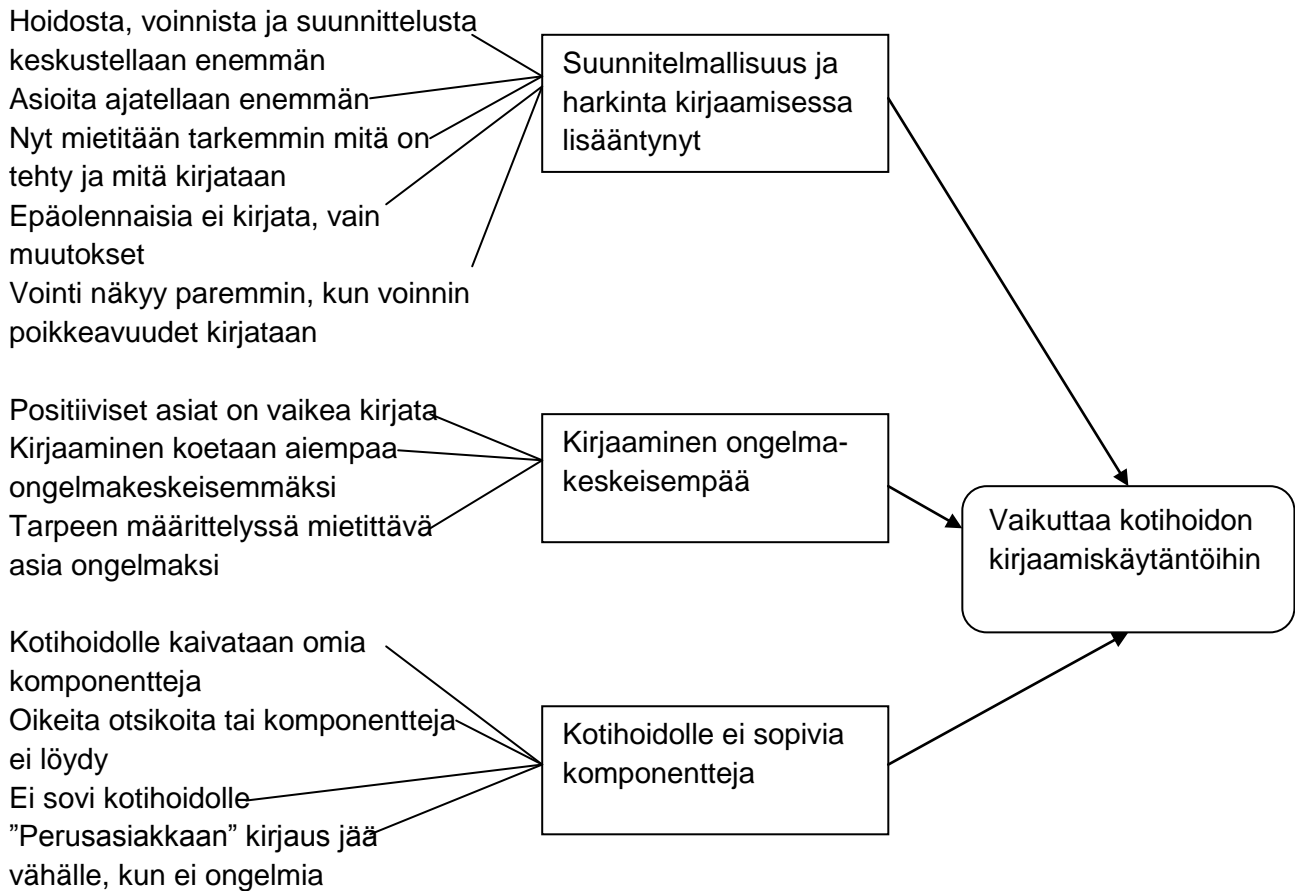 Hoidosta, voinnista ja suunnittelusta
keskustellaan enemmän
Asioita ajatellaan enemmän
Nyt mietitään tarkemmin mitä on
tehty ja mitä kirjataan
Epäolennaisia ei kirjata, vain
muutokset
Vointi näkyy paremmin, kun voinnin
poikkeavuudet kirjataan
Suunnitelmallisuus ja
harkinta kirjaamisessa
lisääntynyt
Positiiviset asiat on vaikea kirjata
Kirjaaminen koetaan aiempaa
ongelmakeskeisemmäksi
Tarpeen määrittelyssä mietittävä
asia ongelmaksi
Kirjaaminen ongelma-
keskeisempää
Vaikuttaa kotihoidon
kirjaamiskäytäntöihin
Kotihoidolle kaivataan omia
komponentteja
Oikeita otsikoita tai komponentteja
ei löydy
Ei sovi kotihoidolle
”Perusasiakkaan” kirjaus jää
vähälle, kun ei ongelmia
Kotihoidolle ei sopivia
komponentteja